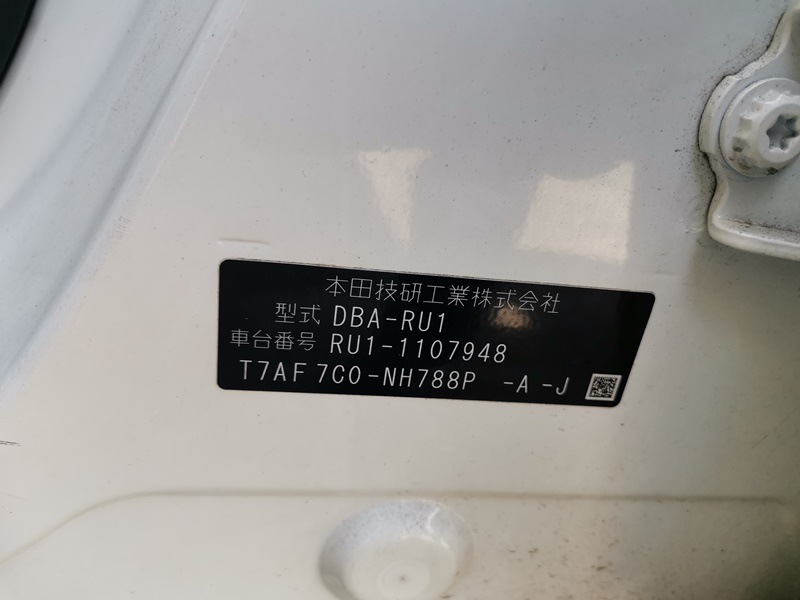 本田技研工業株式会社
型式 DBA-RU1
車台番号 RU1-1107948
T7AF 7C0-NH788P -A -J